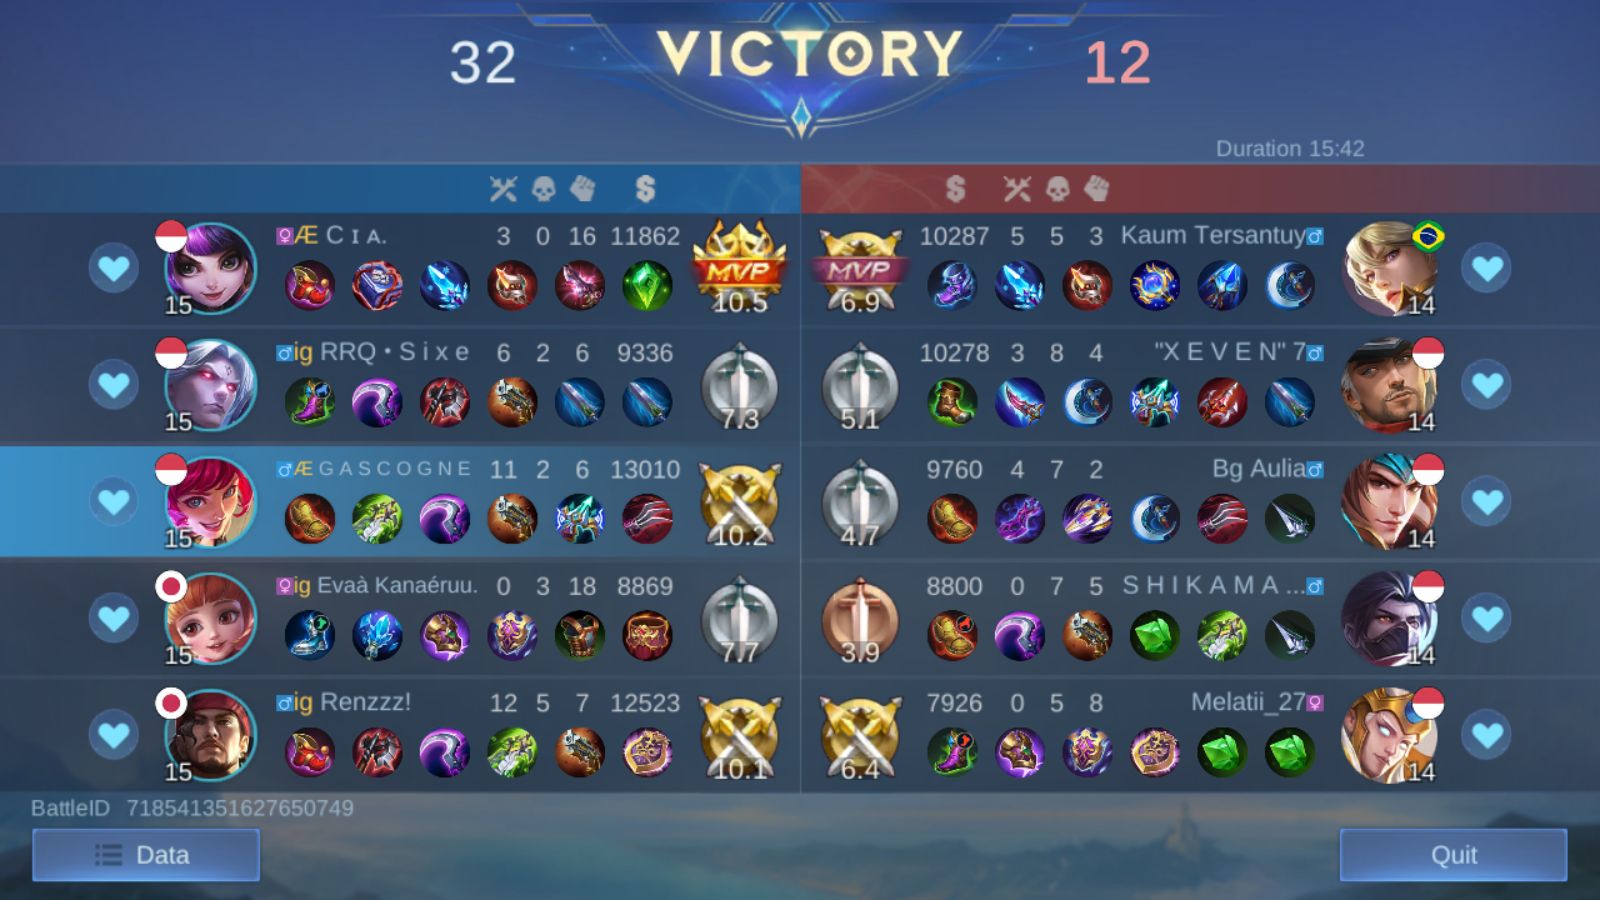 32 VICTORY 12
Duration 15:42
Æ C I A. 3 0 16 11862 MVP 10.5 15
MVP 6.9 10287 5 5 3 Kaum Tersantuy 14
ig RRQ • S i x e 6 2 6 9336 7.3 15
5.1 10278 3 8 4 "X E V E N" 7 14
Æ G A S C O G N E 11 2 6 13010 10.2 15
4.7 9760 4 7 2 Bg Aulia 14
ig Evaà Kanaéruu. 0 3 18 8869 7.7 15
3.9 8800 0 7 5 S H I K A M A ... 14
ig Renzzz! 12 5 7 12523 10.1 15
6.4 7926 0 5 8 Melatii_27 14
BattleID 718541351627650749
Data
Quit